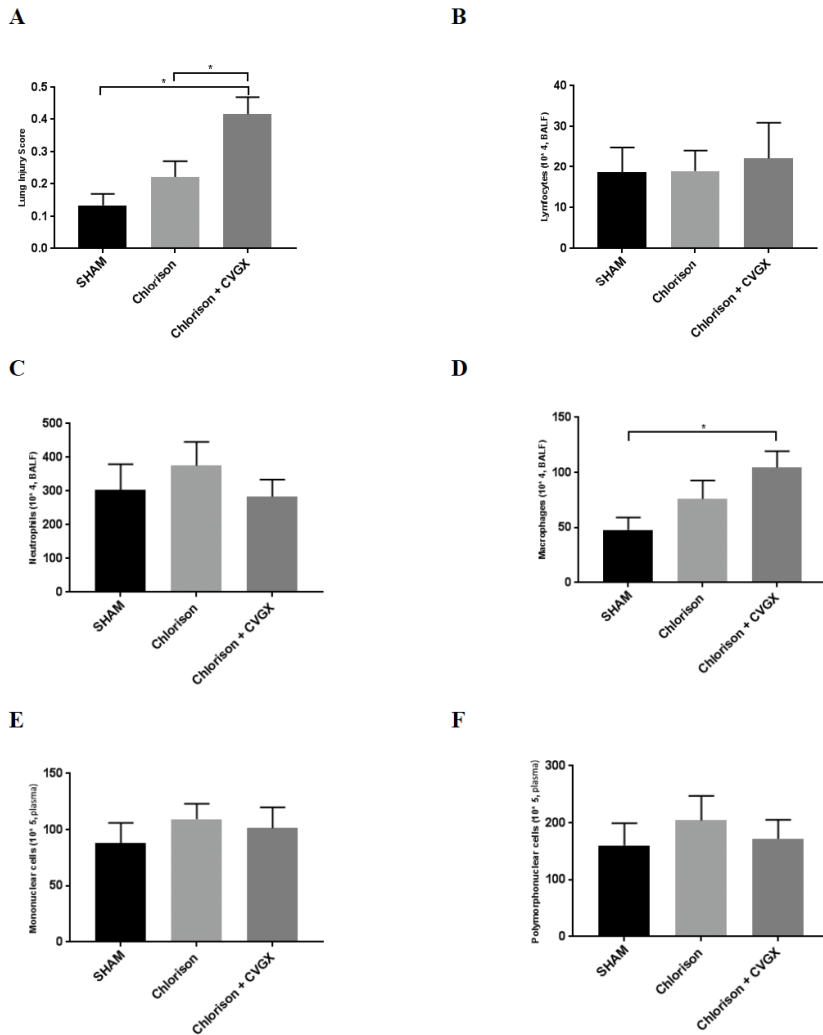 A
B
*
*
Lung Injury Score
0.5
0.4
0.3
0.2
0.1
0.0
SHAM
Chlorison
Chlorison + CVGX
Lymfocytes (10^ 4, BALF)
40
30
20
10
0
SHAM
Chlorison
Chlorison + CVGX
C
D
Neutrophils (10^ 4, BALF)
500
400
300
200
100
0
SHAM
Chlorison
Chlorison + CVGX
*
Macrophages (10^ 4, BALF)
150
100
50
0
SHAM
Chlorison
Chlorison + CVGX
E
F
Mononuclear cells (10^ 5, plasma)
150
100
50
0
SHAM
Chlorison
Chlorison + CVGX
Polymorphonuclear cells (10^ 5, plasma)
300
200
100
0
SHAM
Chlorison
Chlorison + CVGX